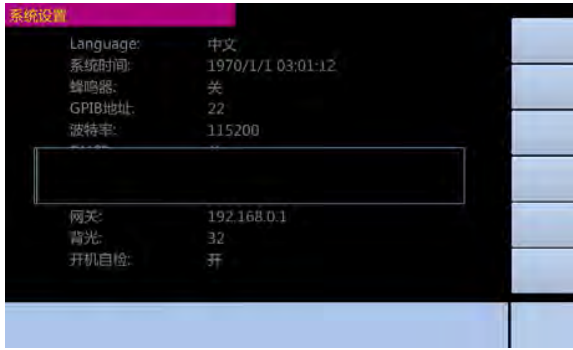 系统设置
Language: 中文
系统时间: 1970/1/1 03:01:12
蜂鸣器: 关
GPIB地址: 22
波特率: 115200
网关: 192.168.0.1
背光: 32
开机自检: 开